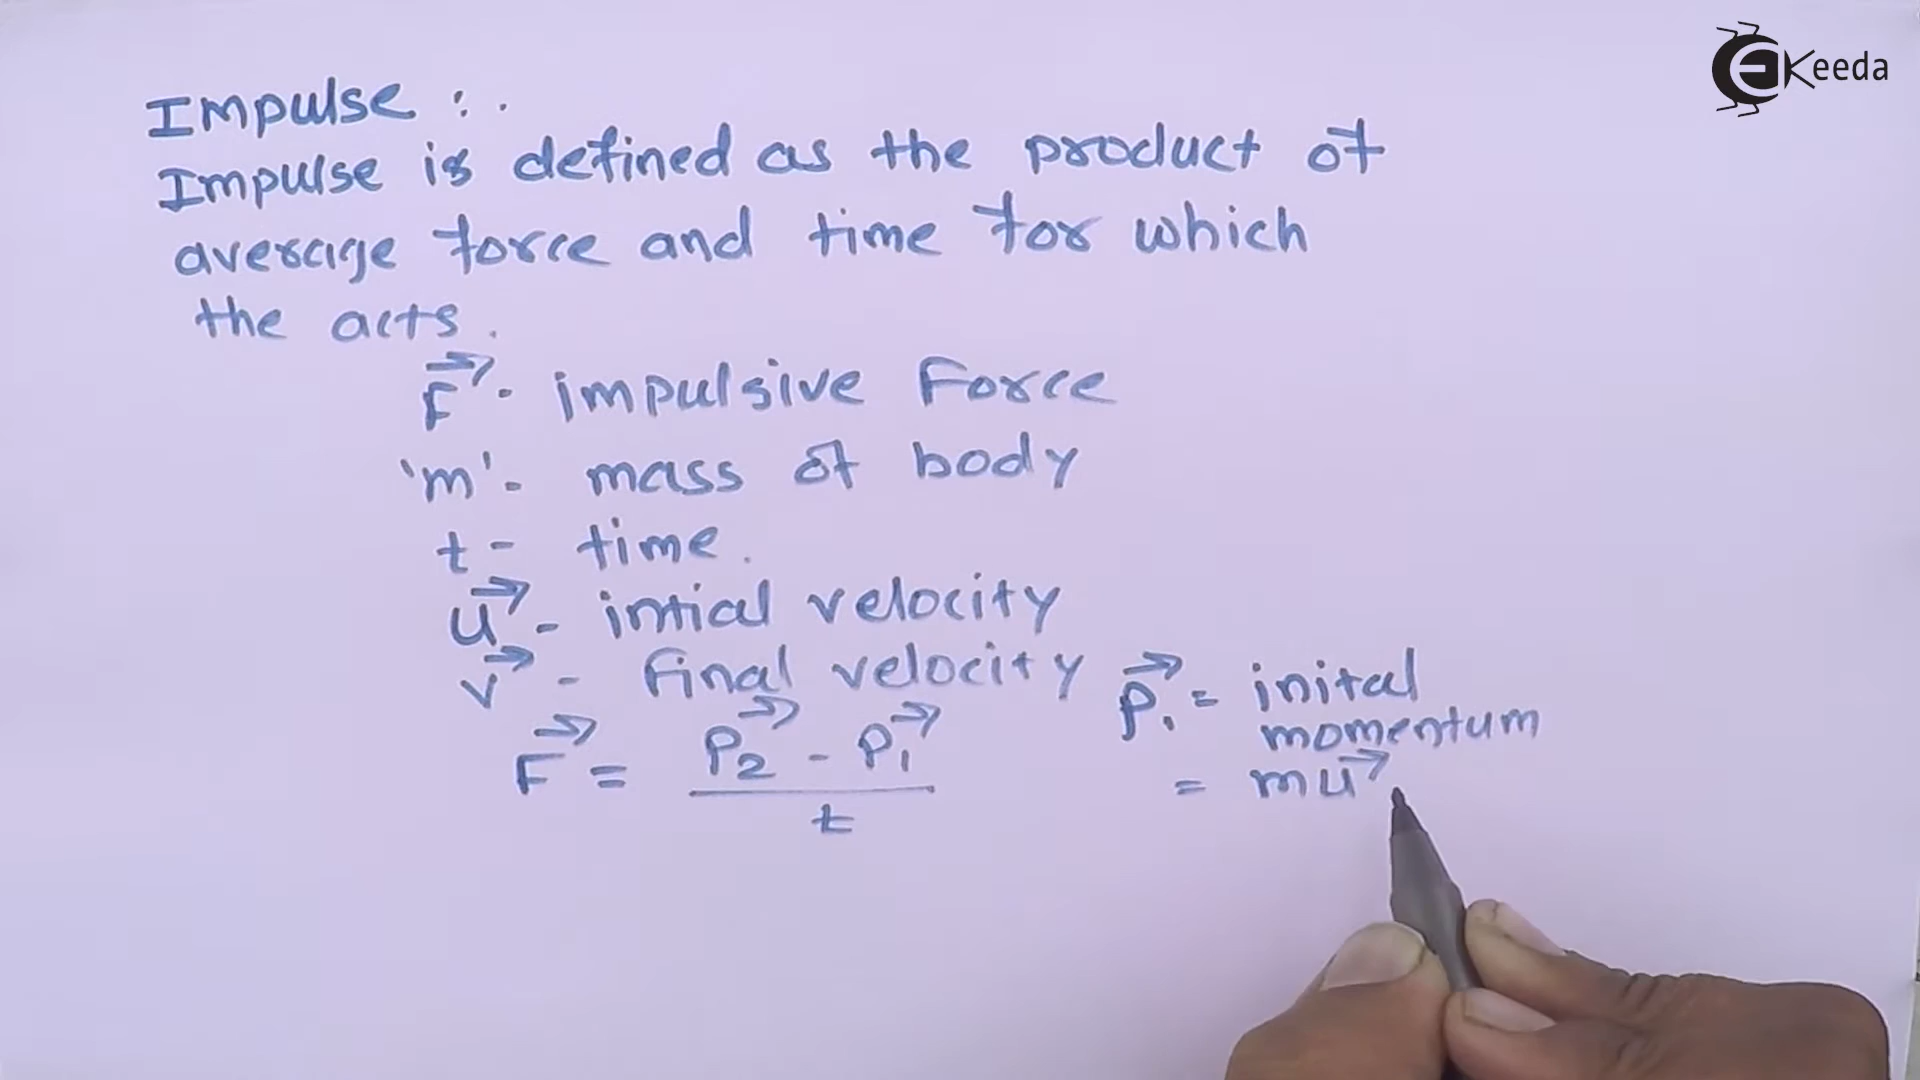 EKeeda
Impulse : .
Impulse is defined as the product of
average force and time for which
the acts.
F⃗ - impulsive Force
'm' - mass of body
t - time.
u⃗ - intial velocity
v⃗ - final velocity
F⃗ = (P⃗₂ - P⃗₁) / t
P⃗₁ = inital
momentum
= mu⃗